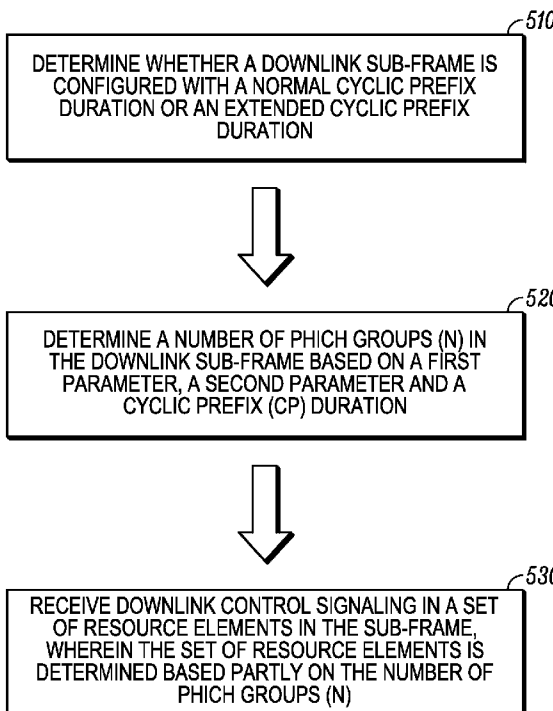 510
DETERMINE WHETHER A DOWNLINK SUB-FRAME IS
CONFIGURED WITH A NORMAL CYCLIC PREFIX
DURATION OR AN EXTENDED CYCLIC PREFIX
DURATION
520
DETERMINE A NUMBER OF PHICH GROUPS (N) IN
THE DOWNLINK SUB-FRAME BASED ON A FIRST
PARAMETER, A SECOND PARAMETER AND A
CYCLIC PREFIX (CP) DURATION
530
RECEIVE DOWNLINK CONTROL SIGNALING IN A SET
OF RESOURCE ELEMENTS IN THE SUB-FRAME,
WHEREIN THE SET OF RESOURCE ELEMENTS IS
DETERMINED BASED PARTLY ON THE NUMBER OF
PHICH GROUPS (N)